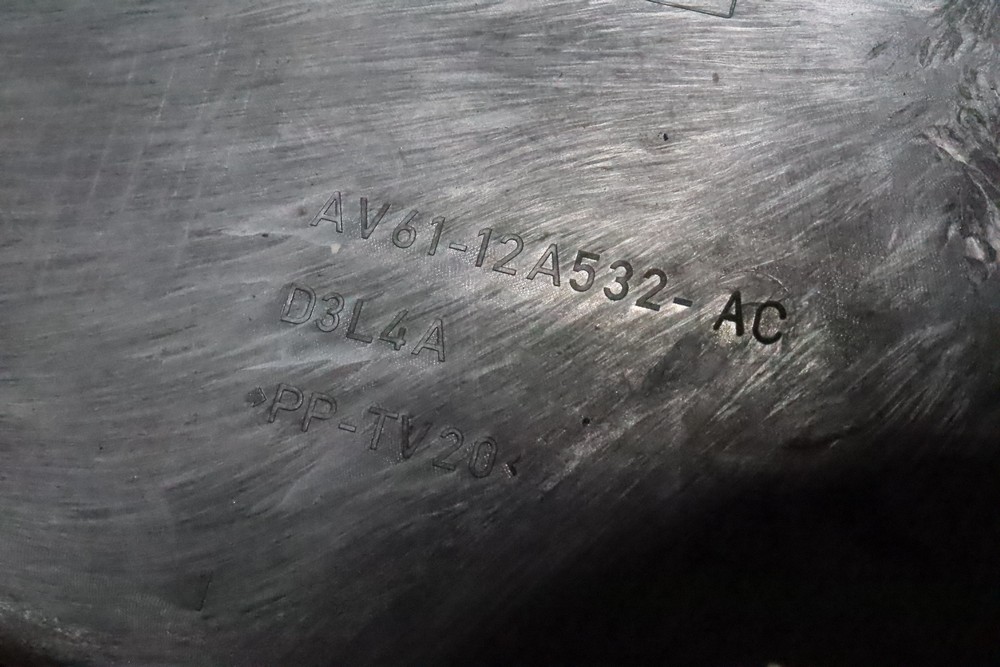 AV61-12A532- AC
D3L4A
>PP-TV20<